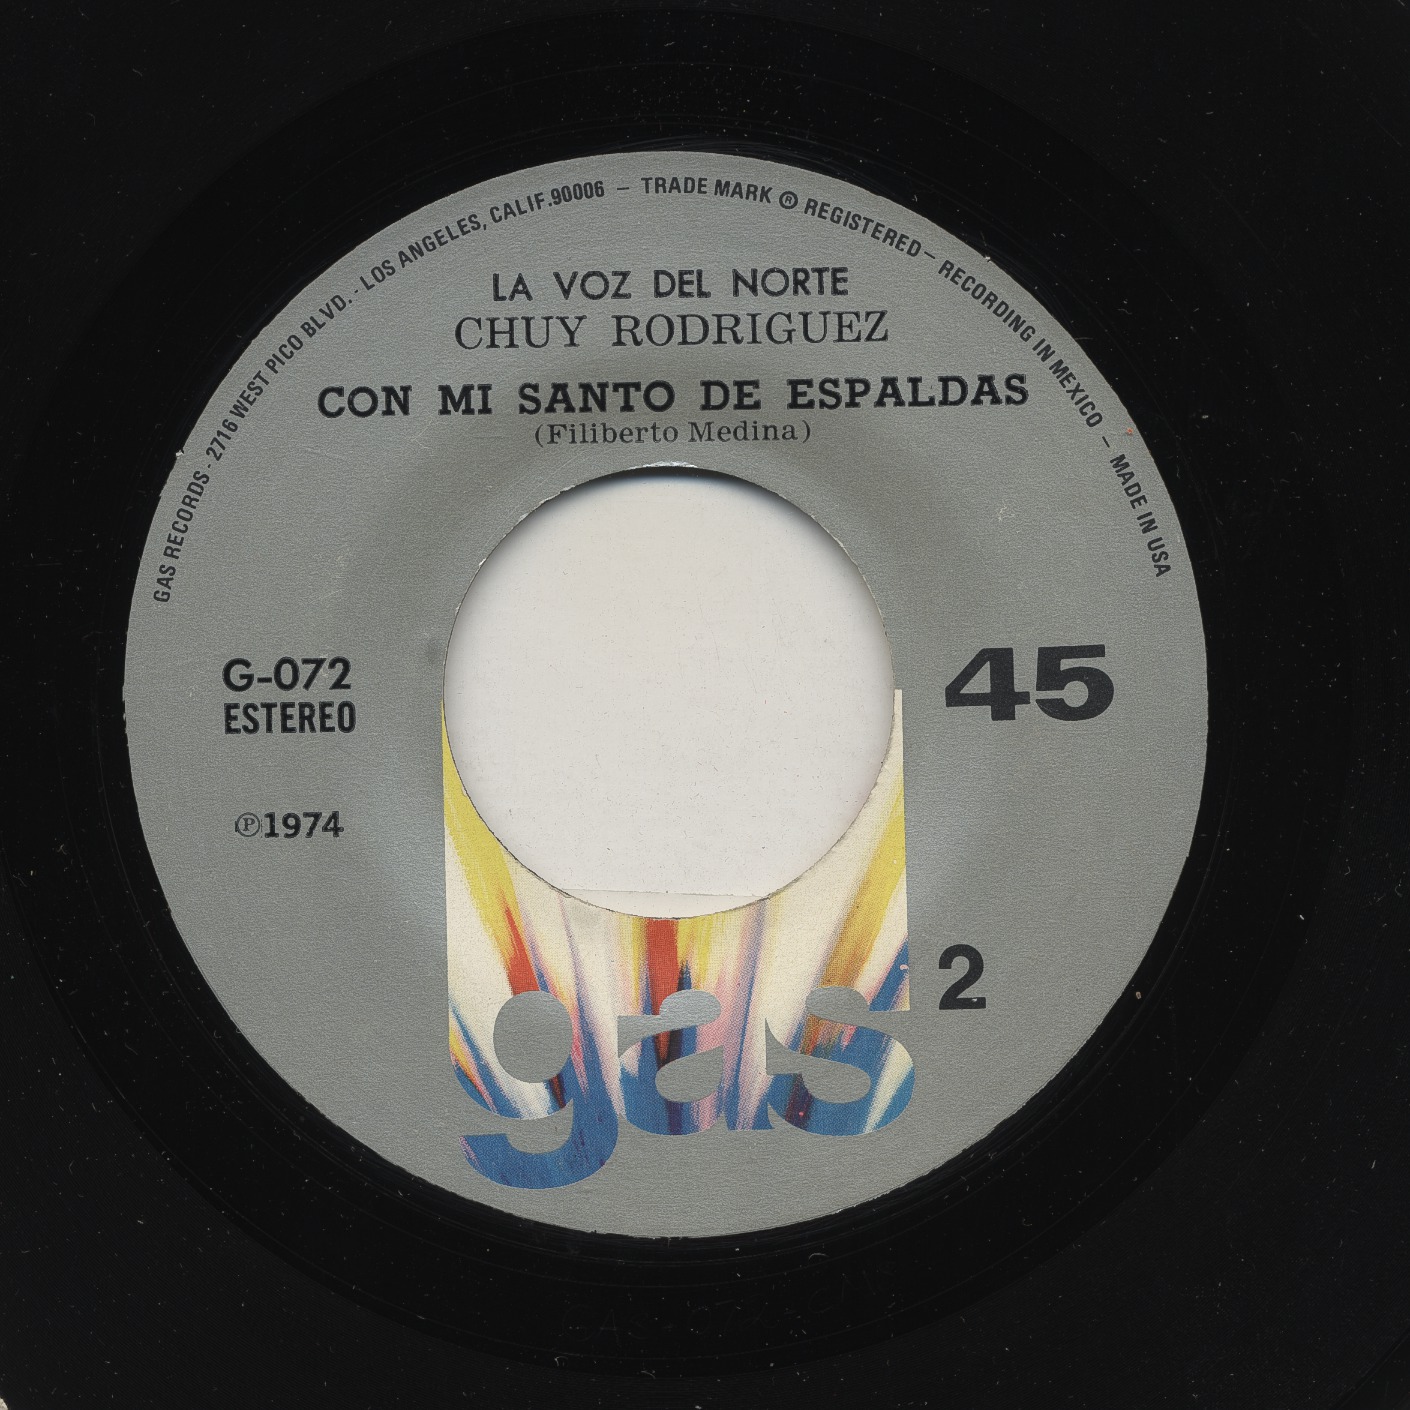 GAS RECORDS - 2716 WEST PICO BLVD. - LOS ANGELES, CALIF. 90006 — TRADE MARK ® REGISTERED — RECORDING IN MEXICO — MADE IN USA
LA VOZ DEL NORTE
CHUY RODRIGUEZ
CON MI SANTO DE ESPALDAS
(Filiberto Medina)
G-072
ESTEREO
45
℗1974
2
gas